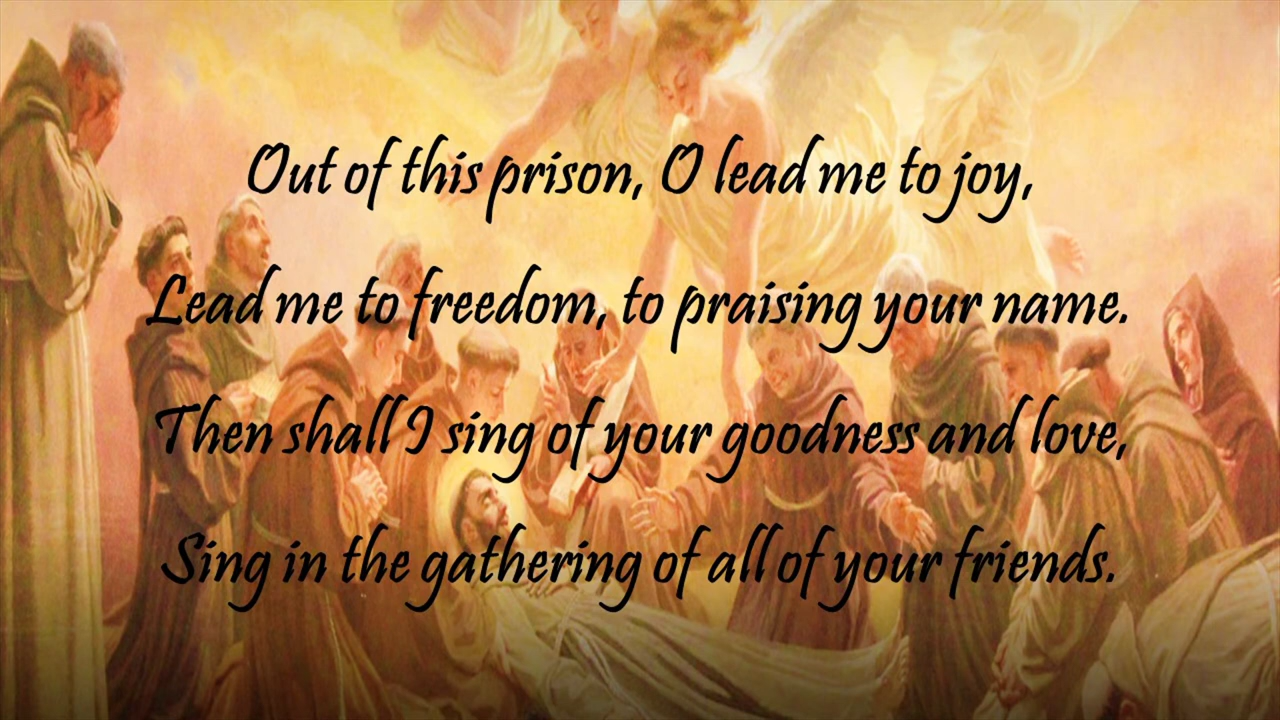 Out of this prison, O lead me to joy,
Lead me to freedom, to praising your name.
Then shall I sing of your goodness and love,
Sing in the gathering of all of your friends.